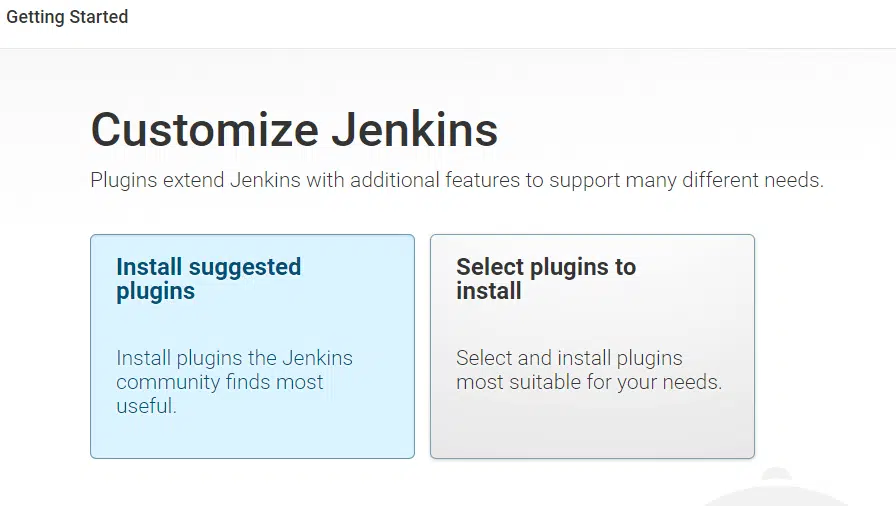 Getting Started
Customize Jenkins
Plugins extend Jenkins with additional features to support many different needs.
Install suggested
plugins
Install plugins the Jenkins
community finds most
useful.
Select plugins to
install
Select and install plugins
most suitable for your needs.